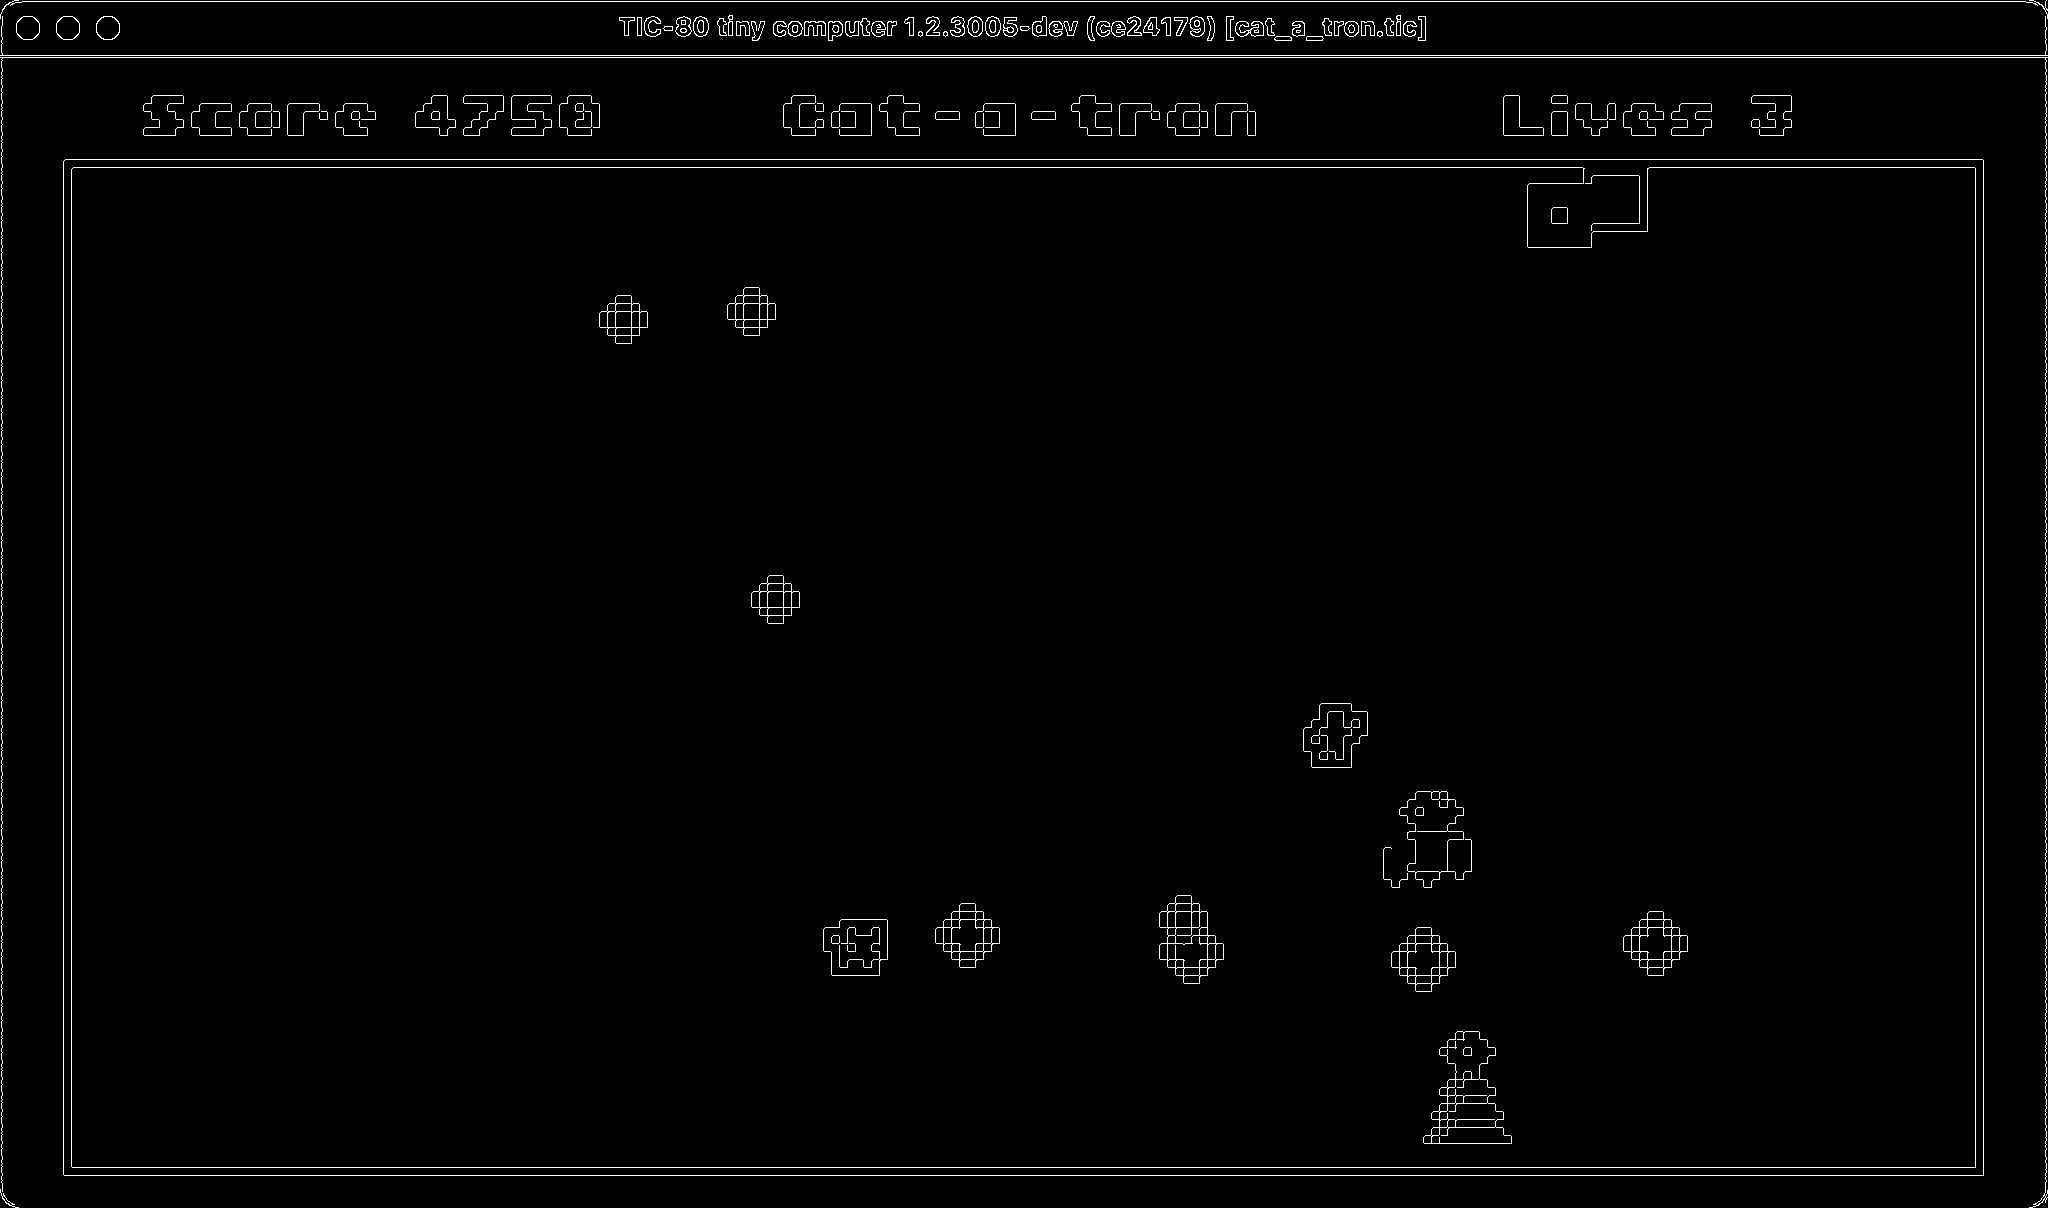 TIC-80 tiny computer 1.2.3005-dev (ce24179) [cat_a_tron.tic]
Score 4750 Cat-a-tron Lives 3